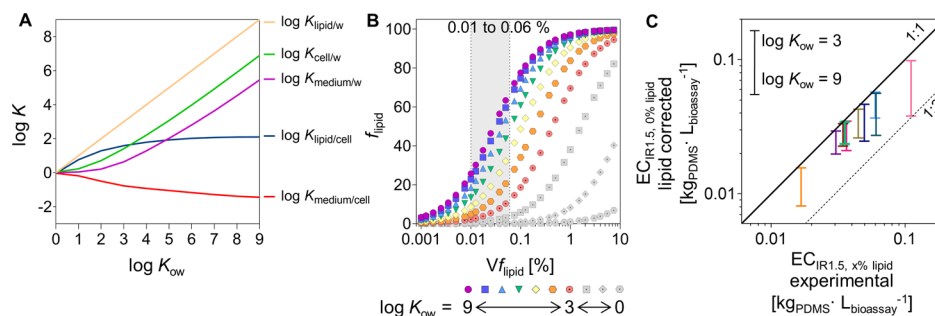 A
log K
8
6
4
2
0
-2
0 1 2 3 4 5 6 7 8 9
log Kow
log Klipid/w
log Kcell/w
log Kmedium/w
log Klipid/cell
log Kmedium/cell
B
0.01 to 0.06 %
flipid
100
80
60
40
20
0
0.001 0.01 0.1 1 10
Vflipid [%]
log Kow = 9 3 0
C
log Kow = 3
log Kow = 9
1:1
ECIR1.5, 0% lipid
lipid corrected
[kgPDMS· Lbioassay-1]
0.1
0.01
0.01 0.1
ECIR1.5, x% lipid
experimental
[kgPDMS· Lbioassay-1]